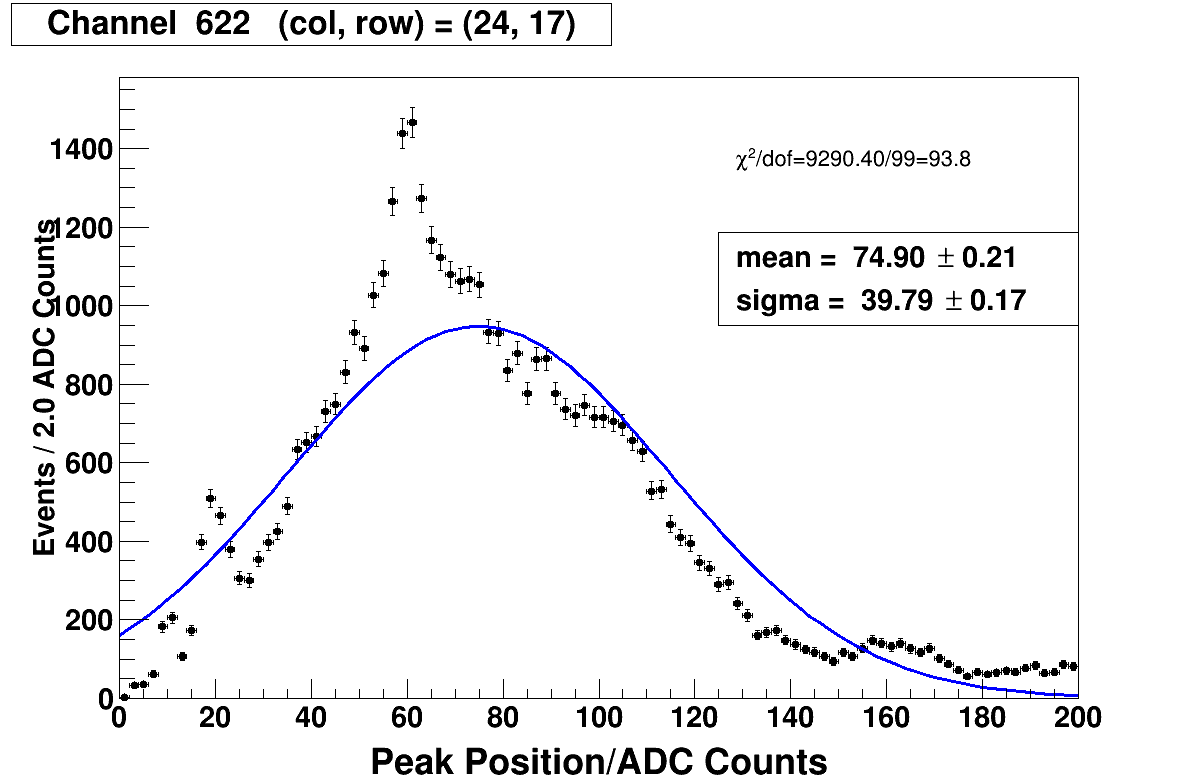 Channel 622 (col, row) = (24, 17)
χ²/dof=9290.40/99=93.8
mean = 74.90 ± 0.21
sigma = 39.79 ± 0.17
Events / 2.0 ADC Counts
1400
1200
1000
800
600
400
200
0
0 20 40 60 80 100 120 140 160 180 200
Peak Position/ADC Counts